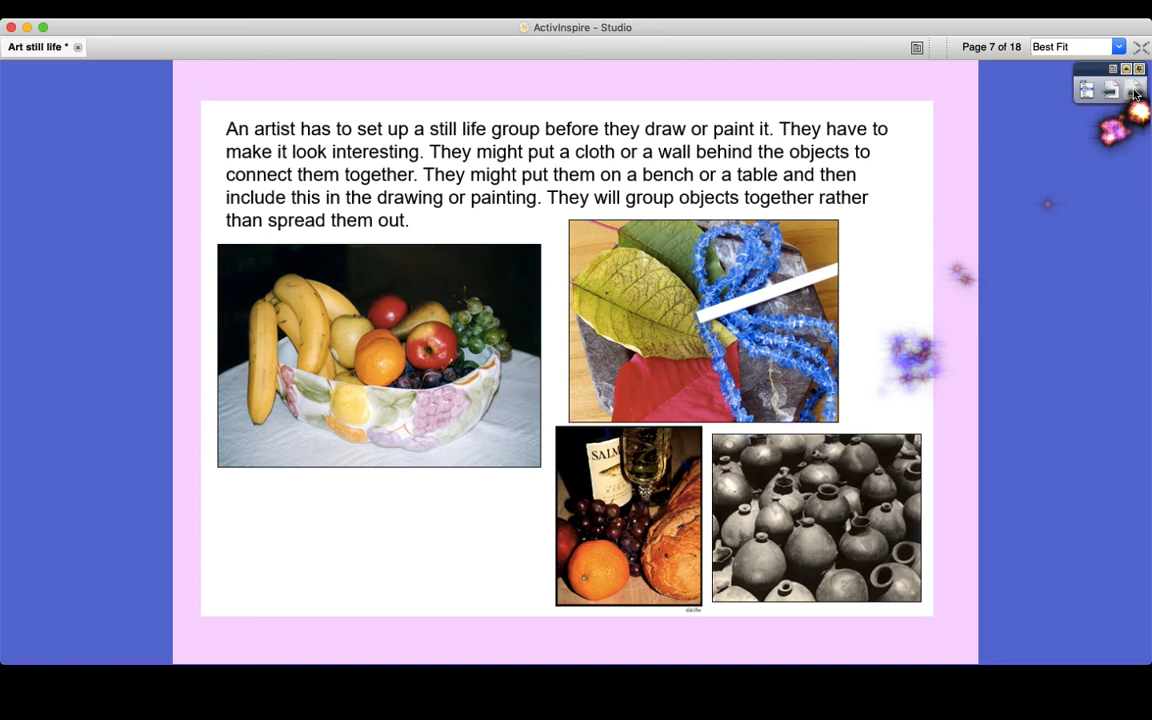 ActivInspire - Studio
Art still life *
Page 7 of 18
Best Fit
An artist has to set up a still life group before they draw or paint it. They have to
make it look interesting. They might put a cloth or a wall behind the objects to
connect them together. They might put them on a bench or a table and then
include this in the drawing or painting. They will group objects together rather
than spread them out.
SALM